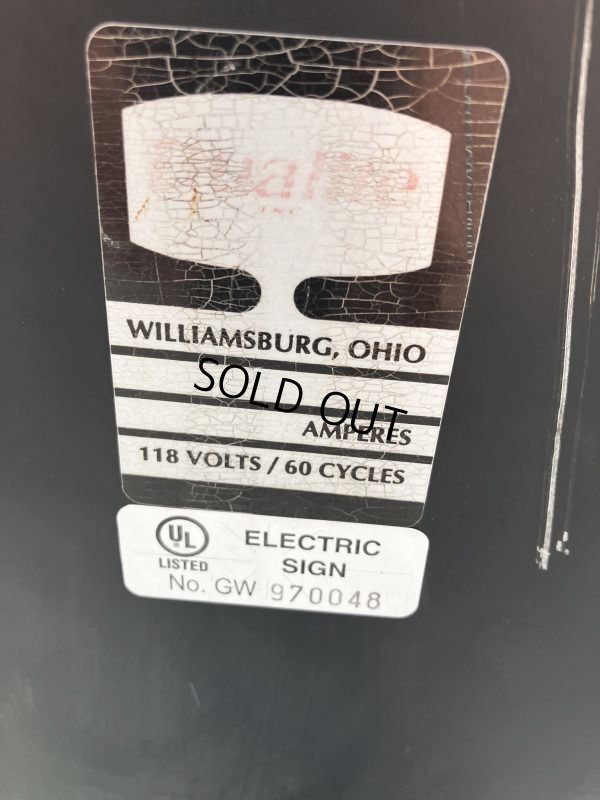 WILLIAMSBURG, OHIO
SOLD OUT
AMPERES
118 VOLTS / 60 CYCLES
UL
LISTED
ELECTRIC
SIGN
No. GW 970048